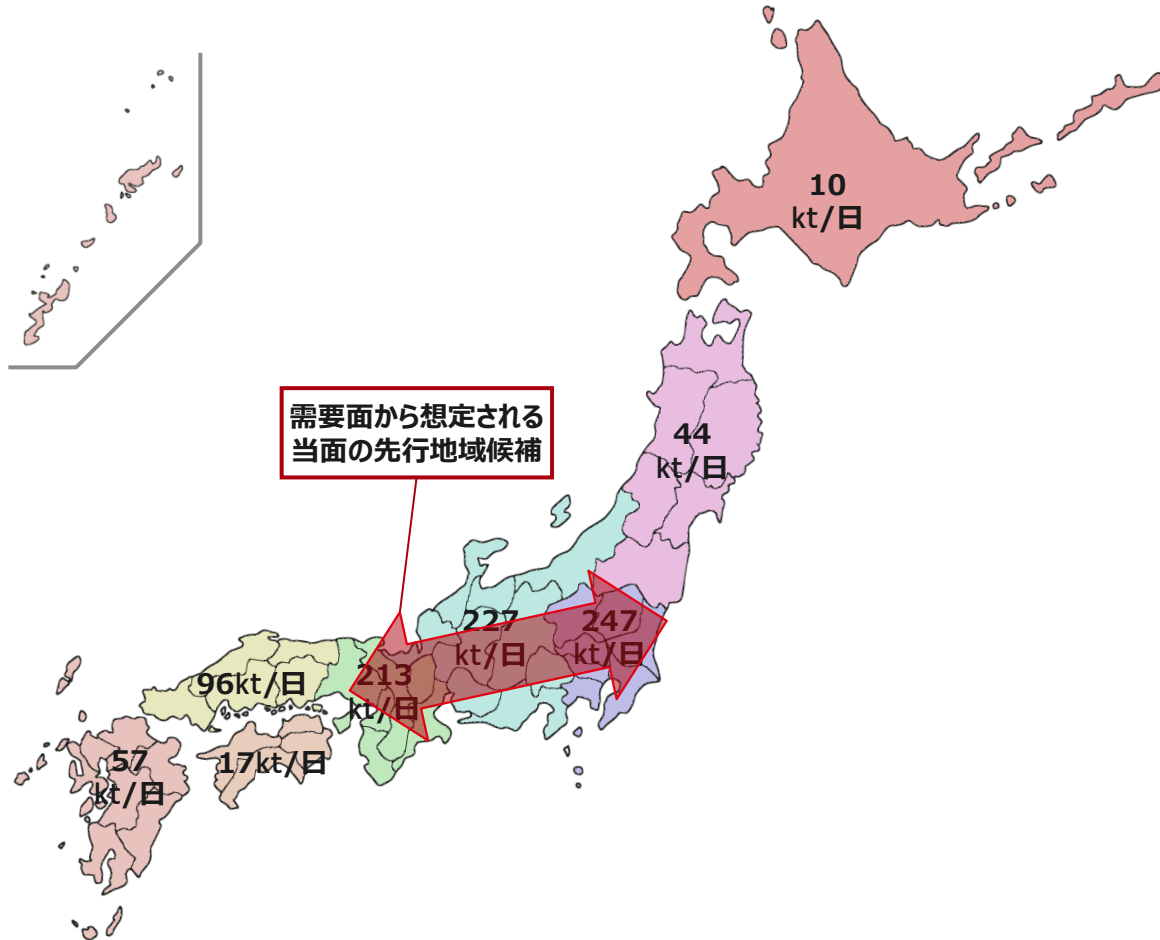 10
kt/日
需要面から想定される
当面の先行地域候補
44
kt/日
227
kt/日
247
kt/日
213
kt/日
96kt/日
17kt/日
57
kt/日